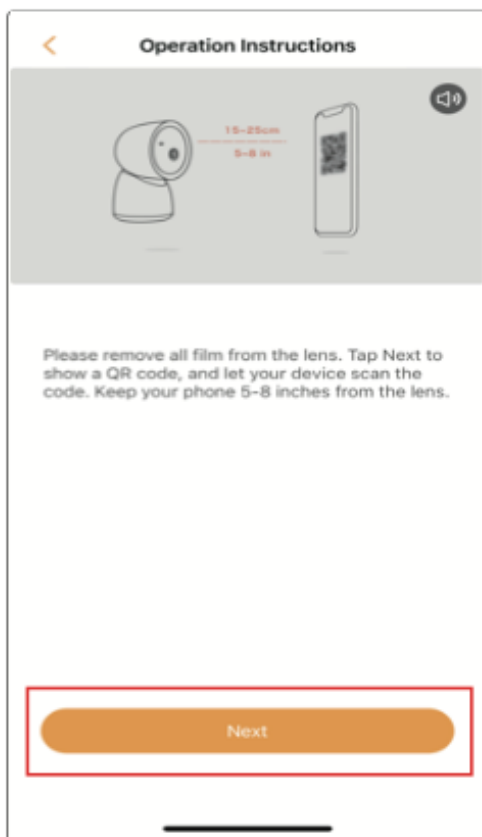 Operation Instructions
15-25cm
5-8 in
Please remove all film from the lens. Tap Next to
show a QR code, and let your device scan the
code. Keep your phone 5-8 inches from the lens.
Next